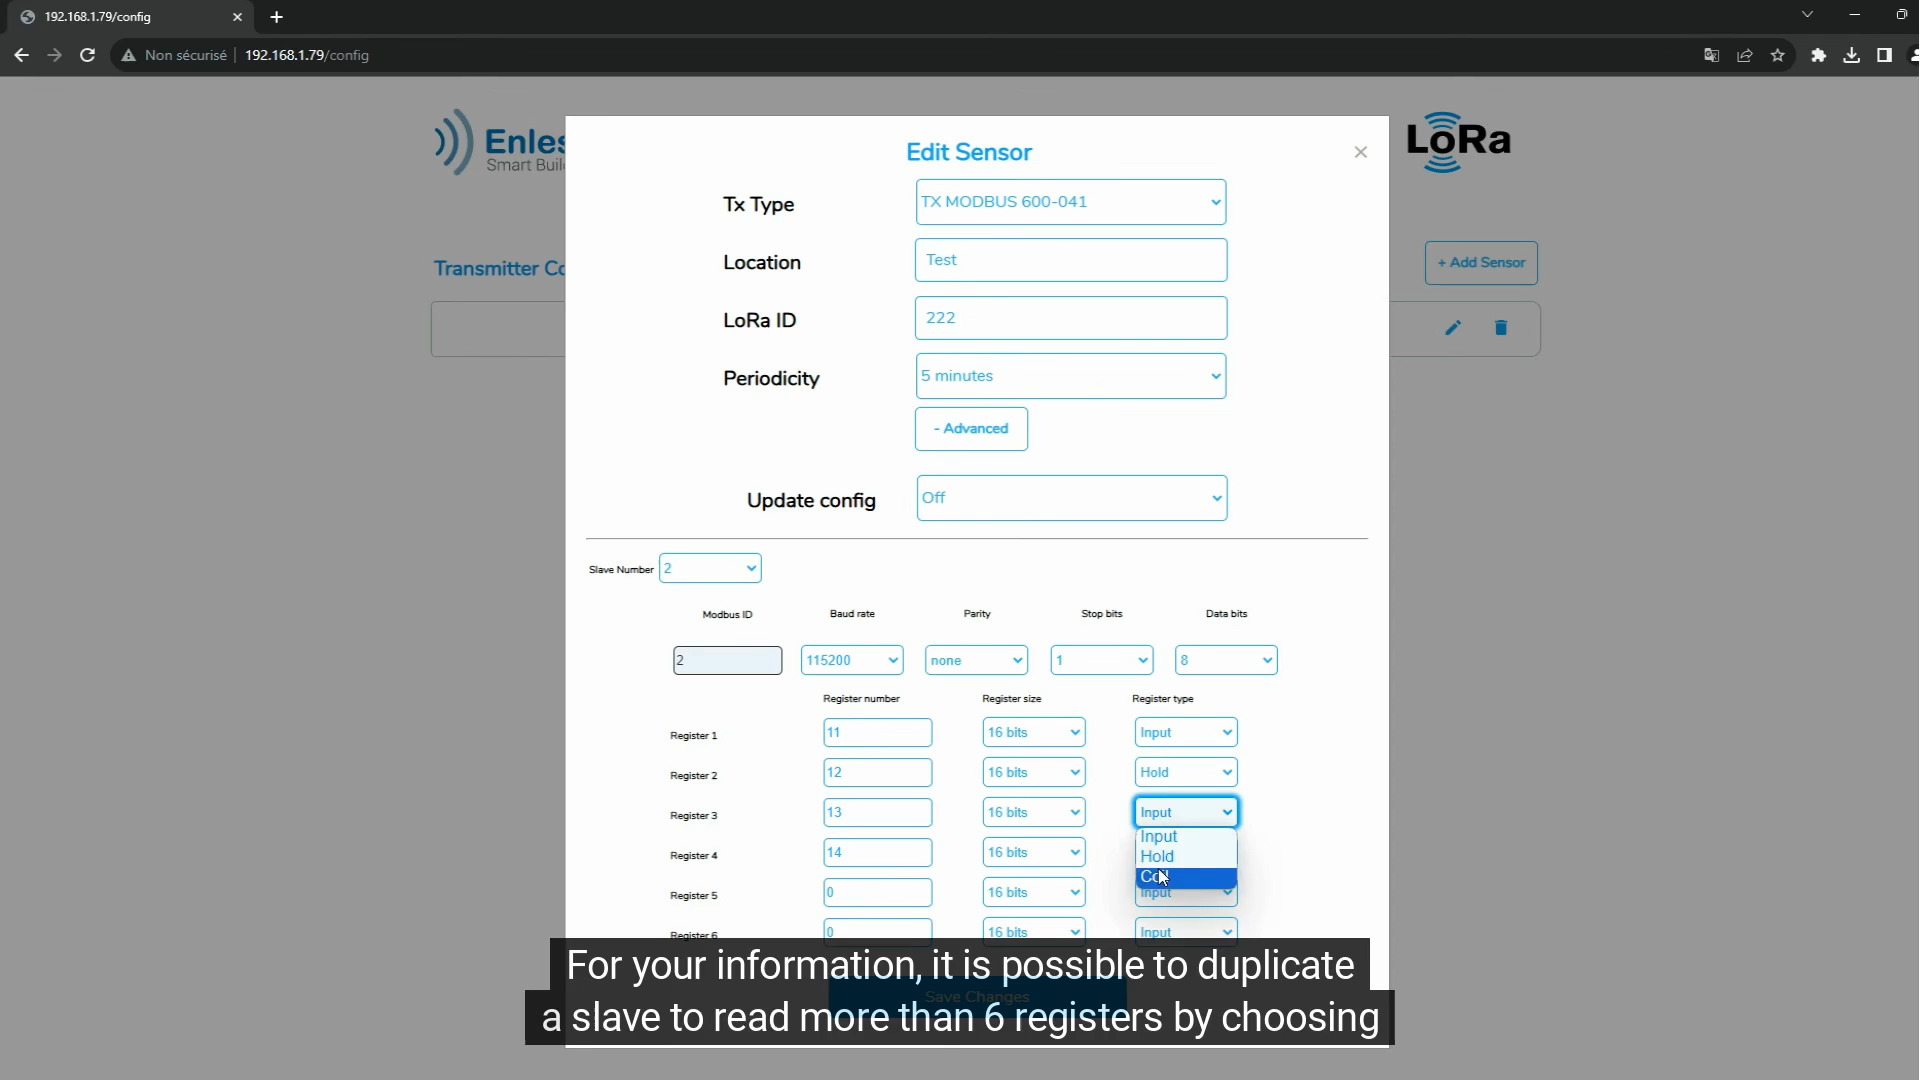 192.168.1.79/config
Non sécurisé 192.168.1.79/config
Enles
Smart Buil
LoRa
Edit Sensor
Tx Type TX MODBUS 600-041
Location Test
Transmitter Co
+ Add Sensor
LoRa ID 222
Periodicity 5 minutes
- Advanced
Update config Off
Slave Number 2
Modbus ID Baud rate Parity Stop bits Data bits
2 115200 none 1 8
Register number Register size Register type
Register 1 11 16 bits Input
Register 2 12 16 bits Hold
Register 3 13 16 bits Input
Input
Register 4 14 16 bits Hold
Coil
Register 5 0 16 bits Input
Register 6 0 16 bits Input
Save Changes
For your information, it is possible to duplicate
a slave to read more than 6 registers by choosing